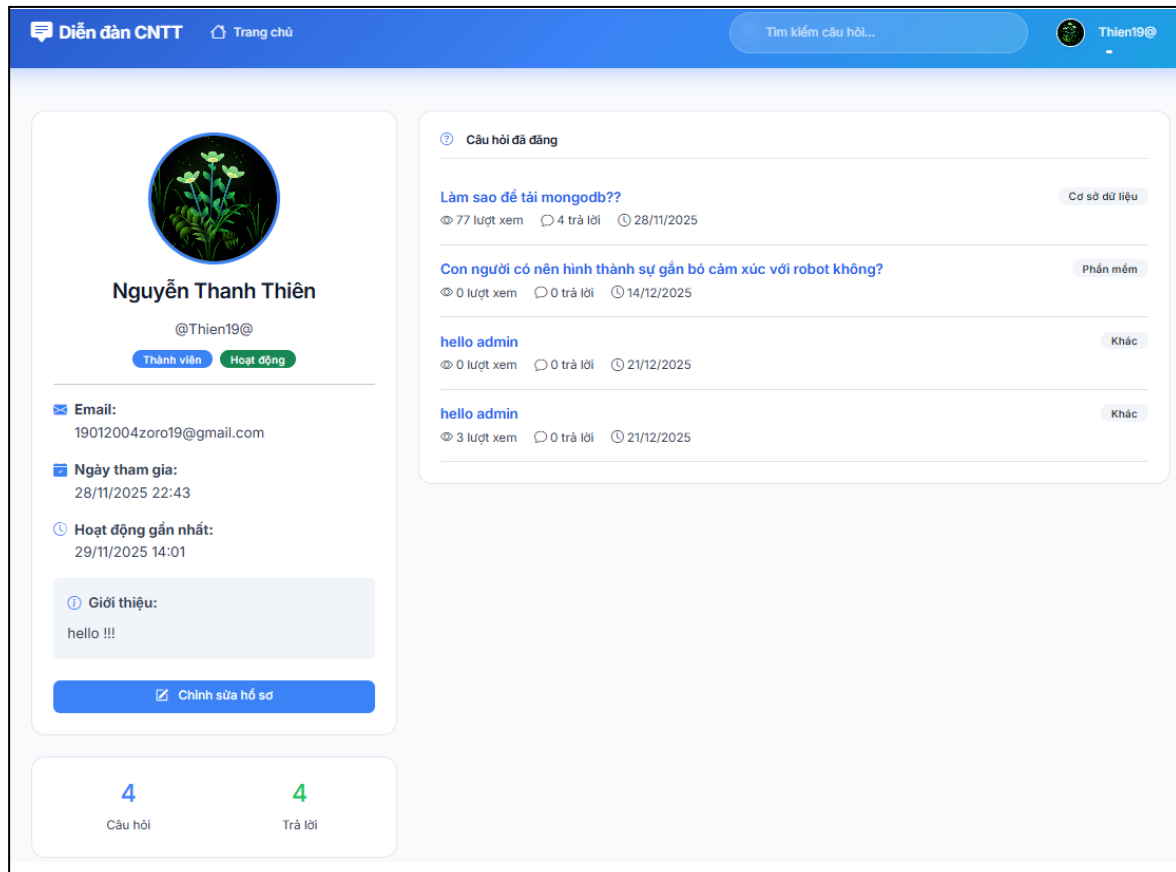 Diễn đàn CNTT
Trang chủ
Tìm kiếm câu hỏi...
Thien19@
Nguyễn Thanh Thiên
@Thien19@
Thành viên
Hoạt động
Email:
19012004zoro19@gmail.com
Ngày tham gia:
28/11/2025 22:43
Hoạt động gần nhất:
29/11/2025 14:01
Giới thiệu:
hello !!!
Chỉnh sửa hồ sơ
4
Câu hỏi
4
Trả lời
Câu hỏi đã đăng
Làm sao để tải mongodb??
Cơ sở dữ liệu
77 lượt xem 4 trả lời 28/11/2025
Con người có nên hình thành sự gắn bó cảm xúc với robot không?
Phần mềm
0 lượt xem 0 trả lời 14/12/2025
hello admin
Khác
0 lượt xem 0 trả lời 21/12/2025
hello admin
Khác
3 lượt xem 0 trả lời 21/12/2025